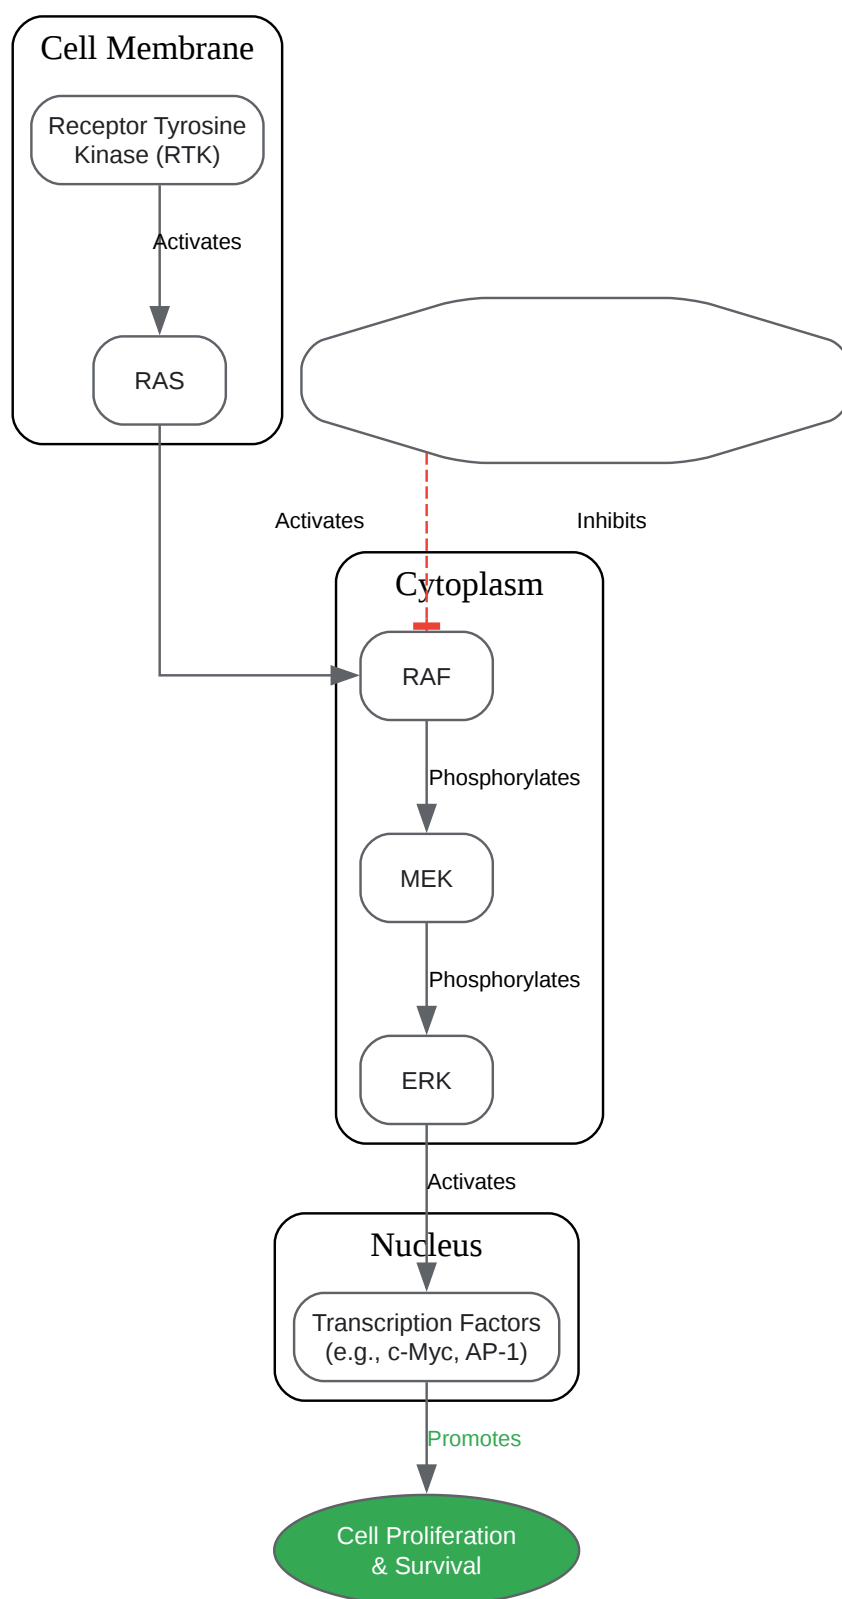 Cell Membrane
Receptor Tyrosine
Kinase (RTK)
Activates
RAS
Activates
Inhibits
Cytoplasm
RAF
Phosphorylates
MEK
Phosphorylates
ERK
Activates
Nucleus
Transcription Factors
(e.g., c-Myc, AP-1)
Promotes
Cell Proliferation
& Survival